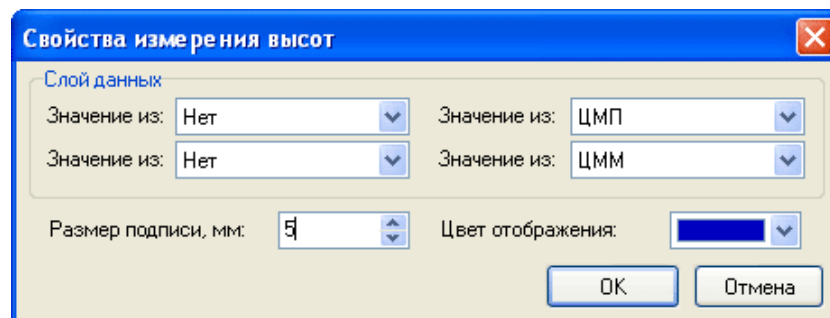 Свойства измерения высот
Слой данных
Значение из: Нет Значение из: ЦМП
Значение из: Нет Значение из: ЦММ
Размер подписи, мм: 5 Цвет отображения:
OK Отмена